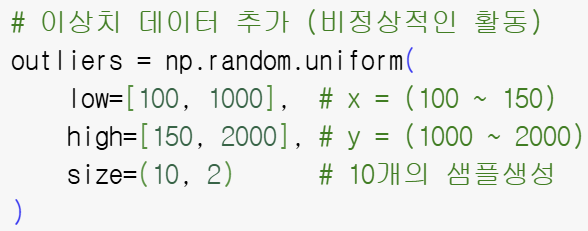 # 이상치 데이터 추가 (비정상적인 활동)
outliers = np.random.uniform(
    low=[100, 1000],  # x = (100 ~ 150)
    high=[150, 2000], # y = (1000 ~ 2000)
    size=(10, 2)      # 10개의 샘플생성
)